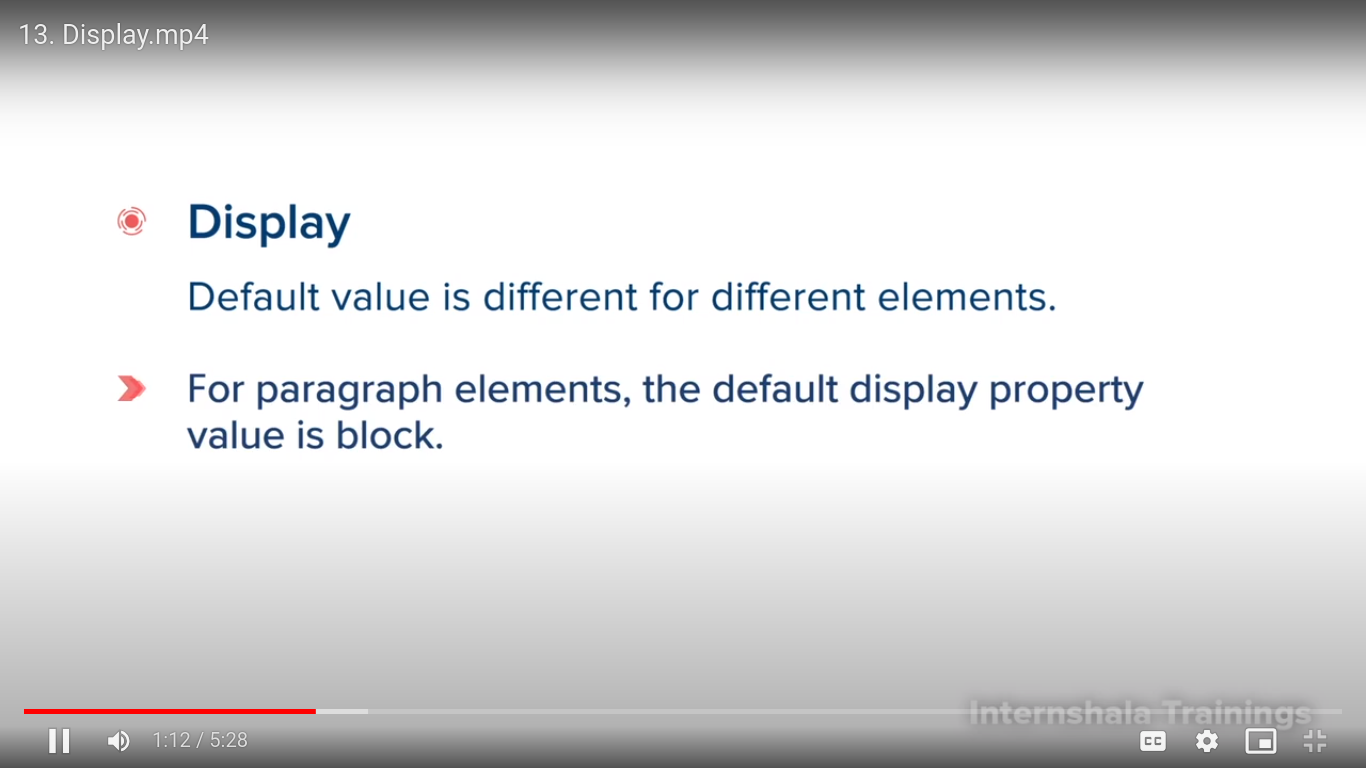 13. Display.mp4
Display
Default value is different for different elements.
For paragraph elements, the default display property
value is block.
Internshala Trainings
1:12 / 5:28
CC